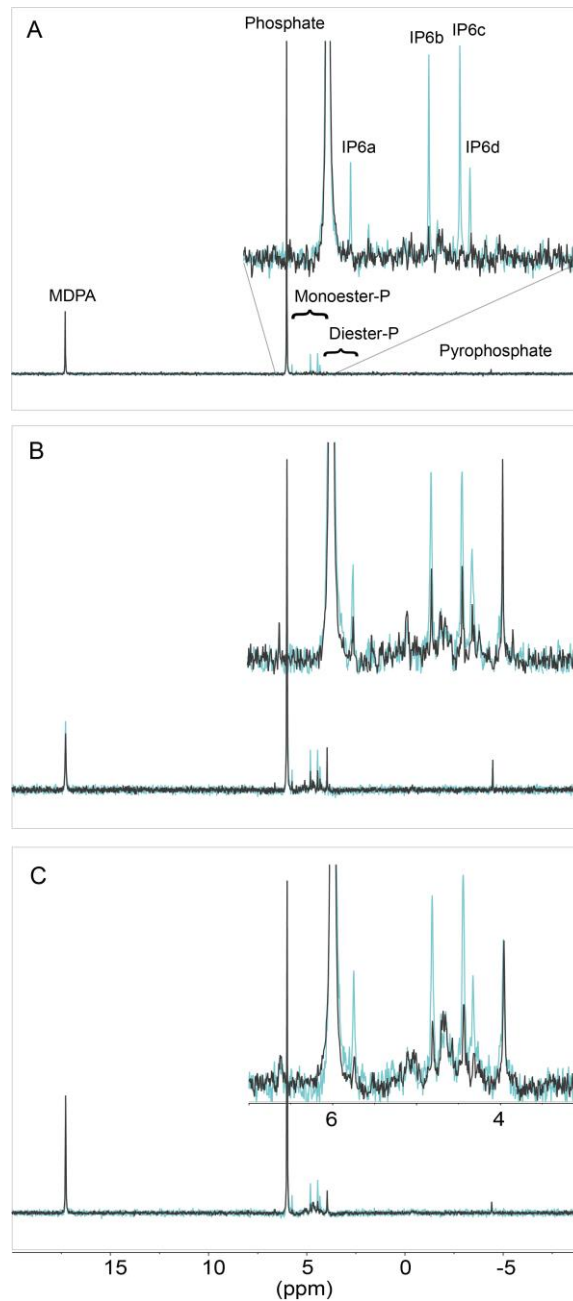 A
Phosphate
IP6b
IP6c
IP6a
IP6d
MDPA
Monoester-P
Diester-P
Pyrophosphate
B
C
6 4
15 10 5 0 -5
(ppm)